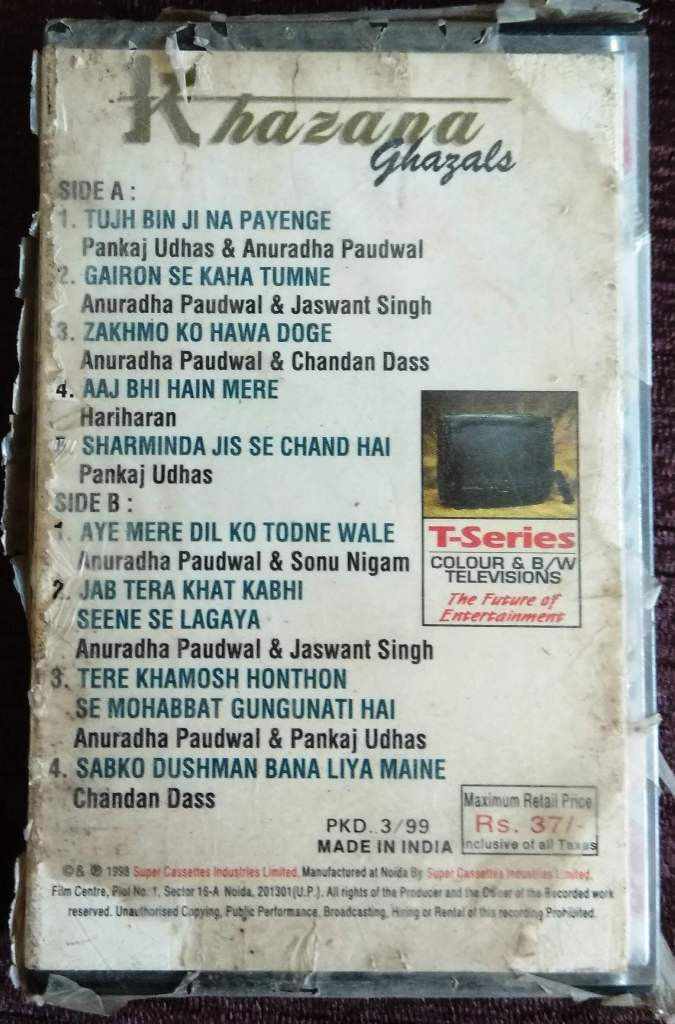 Khazana
Ghazals
SIDE A :
1. TUJH BIN JI NA PAYENGE
Pankaj Udhas & Anuradha Paudwal
2. GAIRON SE KAHA TUMNE
Anuradha Paudwal & Jaswant Singh
3. ZAKHMO KO HAWA DOGE
Anuradha Paudwal & Chandan Dass
4. AAJ BHI HAIN MERE
Hariharan
5. SHARMINDA JIS SE CHAND HAI
Pankaj Udhas
SIDE B :
1. AYE MERE DIL KO TODNE WALE
Anuradha Paudwal & Sonu Nigam
2. JAB TERA KHAT KABHI
SEENE SE LAGAYA
Anuradha Paudwal & Jaswant Singh
3. TERE KHAMOSH HONTHON
SE MOHABBAT GUNGUNATI HAI
Anuradha Paudwal & Pankaj Udhas
4. SABKO DUSHMAN BANA LIYA MAINE
Chandan Dass
T-Series
COLOUR & B/W
TELEVISIONS
The Future of
Entertainment
PKD. 3/99
MADE IN INDIA
Maximum Retail Price
Rs. 37/-
inclusive of all Taxes
©& ℗ 1998 Super Cassettes Industries Limited. Manufactured at Noida By Super Cassettes Industries Limited.
Film Centre, Plot No. 1, Sector 16-A Noida. 201301(U.P.). All rights of the Producer and the Owner of the Recorded work
reserved. Unauthorised Copying, Public Performance, Broadcasting, Hiring or Rental of this recording Prohibited.